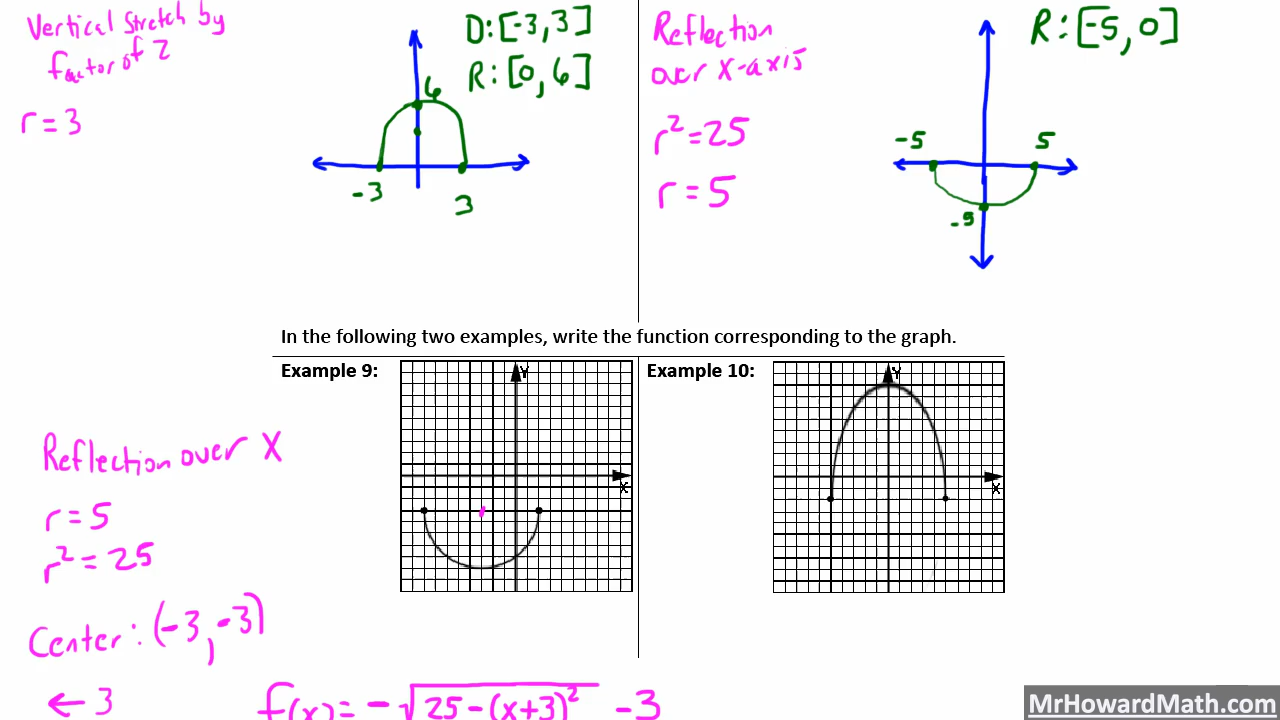 Vertical Stretch by
factor of 2
r=3
D:[-3,3]
R:[0,6]
6
-3
3
Reflection
over x-axis
r²=25
r=5
R:[-5,0]
-5
5
-5
In the following two examples, write the function corresponding to the graph.
Example 9:
Y
X
Reflection over X
r=5
r²=25
Center: (-3,-3)
← 3
f(x)= -√25-(x+3)² -3
Example 10:
Y
X
MrHowardMath.com